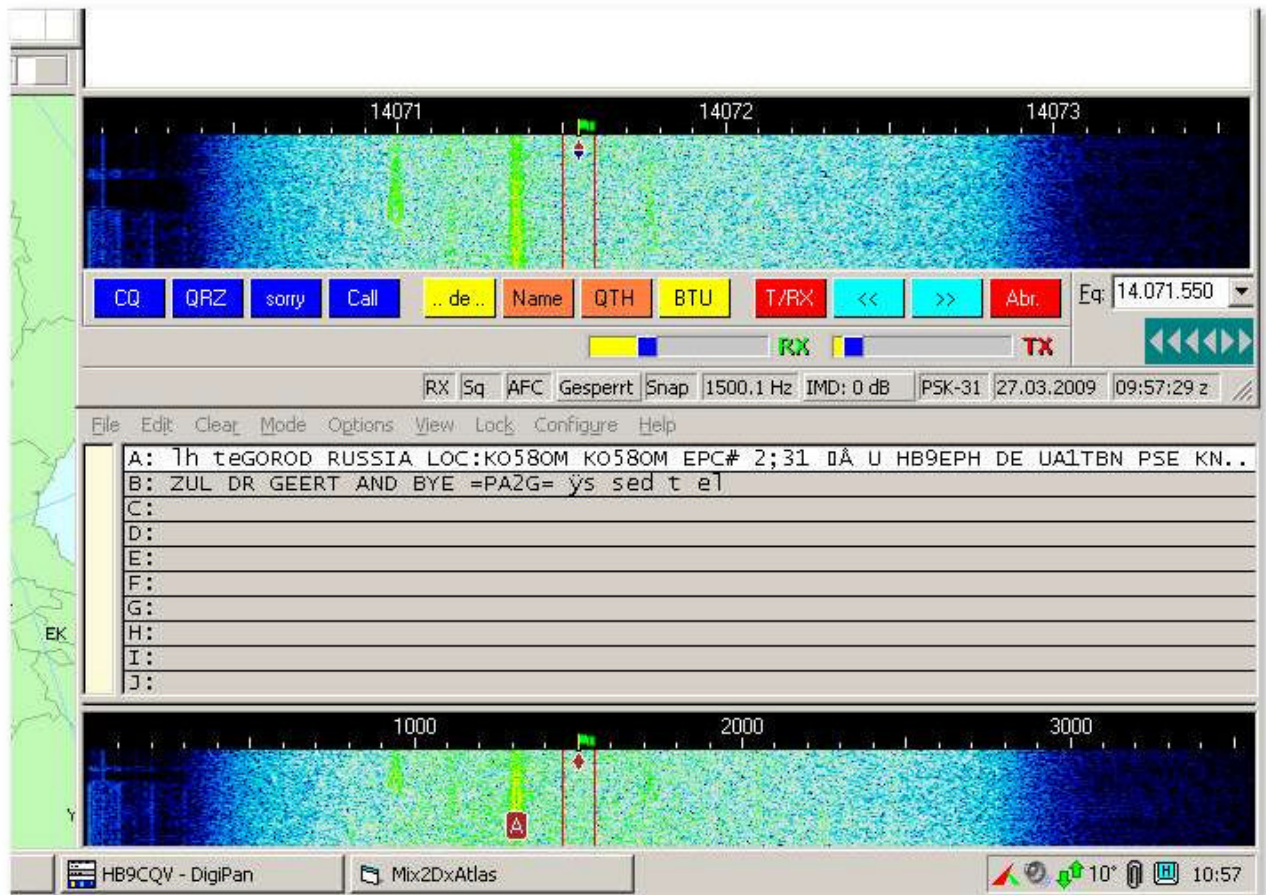 14071 14072 14073
CQ QRZ sorry Call .. de .. Name QTH BTU T/RX << >> Abr. Fq: 14.071.550
RX TX
RX Sq AFC Gesperrt Snap 1500.1 Hz IMD: 0 dB PSK-31 27.03.2009 09:57:29 z
File Edit Clear Mode Options View Lock Configure Help
A: lh teGOROD RUSSIA LOC:KO58OM KO58OM EPC# 2;31 Å U HB9EPH DE UA1TBN PSE KN..
B: ZUL DR GEERT AND BYE =PA2G= ÿs sed t el
C:
D:
E:
F:
G:
EK
H:
I:
J:
1000 2000 3000
Y
A
HB9CQV - DigiPan Mix2DxAtlas 10° H 10:57